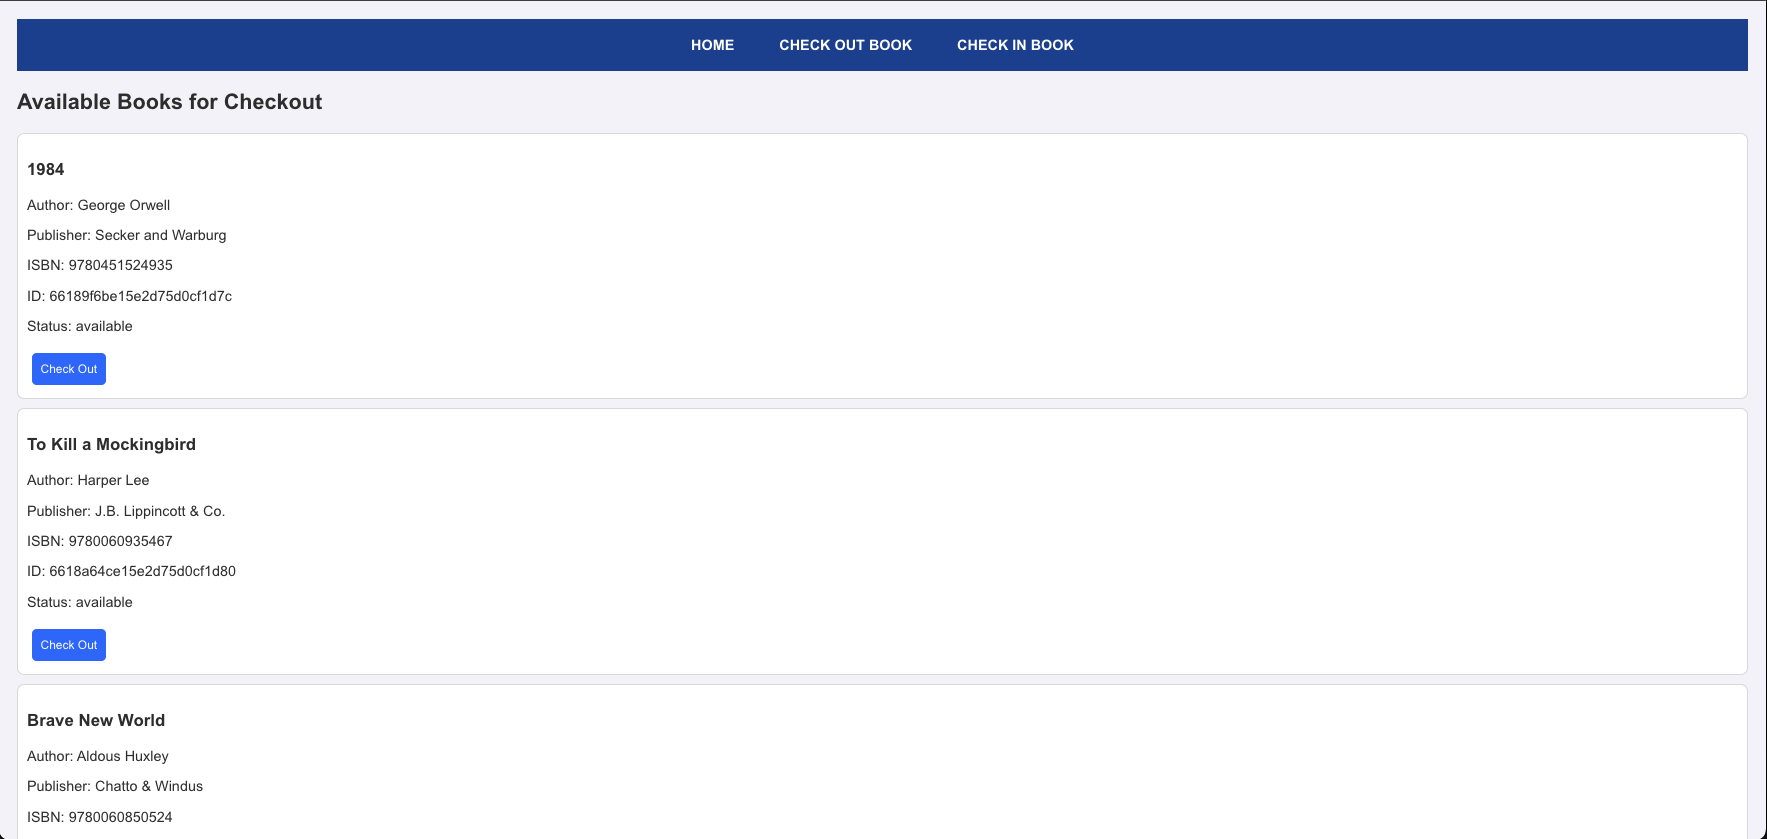 HOME CHECK OUT BOOK CHECK IN BOOK
Available Books for Checkout
1984
Author: George Orwell
Publisher: Secker and Warburg
ISBN: 9780451524935
ID: 66189f6be15e2d75d0cf1d7c
Status: available
Check Out
To Kill a Mockingbird
Author: Harper Lee
Publisher: J.B. Lippincott & Co.
ISBN: 9780060935467
ID: 6618a64ce15e2d75d0cf1d80
Status: available
Check Out
Brave New World
Author: Aldous Huxley
Publisher: Chatto & Windus
ISBN: 9780060850524